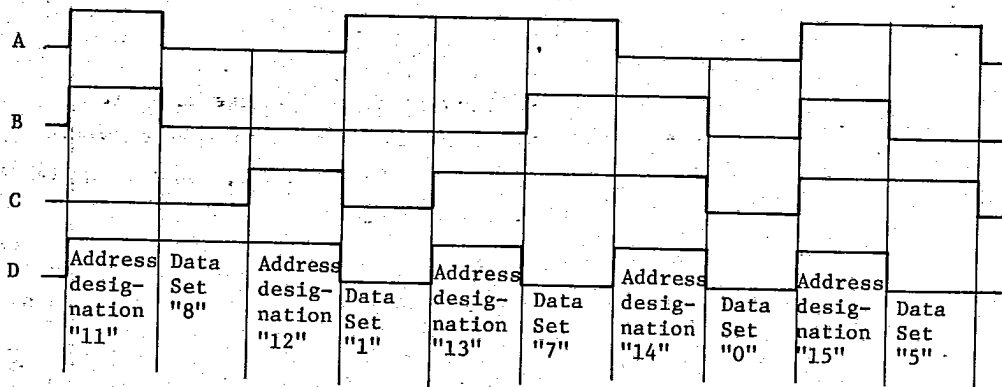 A
B
C
D
Address
desig-
nation
"11"
Data
Set
"8"
Address
desig-
nation
"12"
Data
Set
"1"
Address
desig-
nation
"13"
Data
Set
"7"
Address
desig-
nation
"14"
Data
Set
"0"
Address
desig-
nation
"15"
Data
Set
"5"